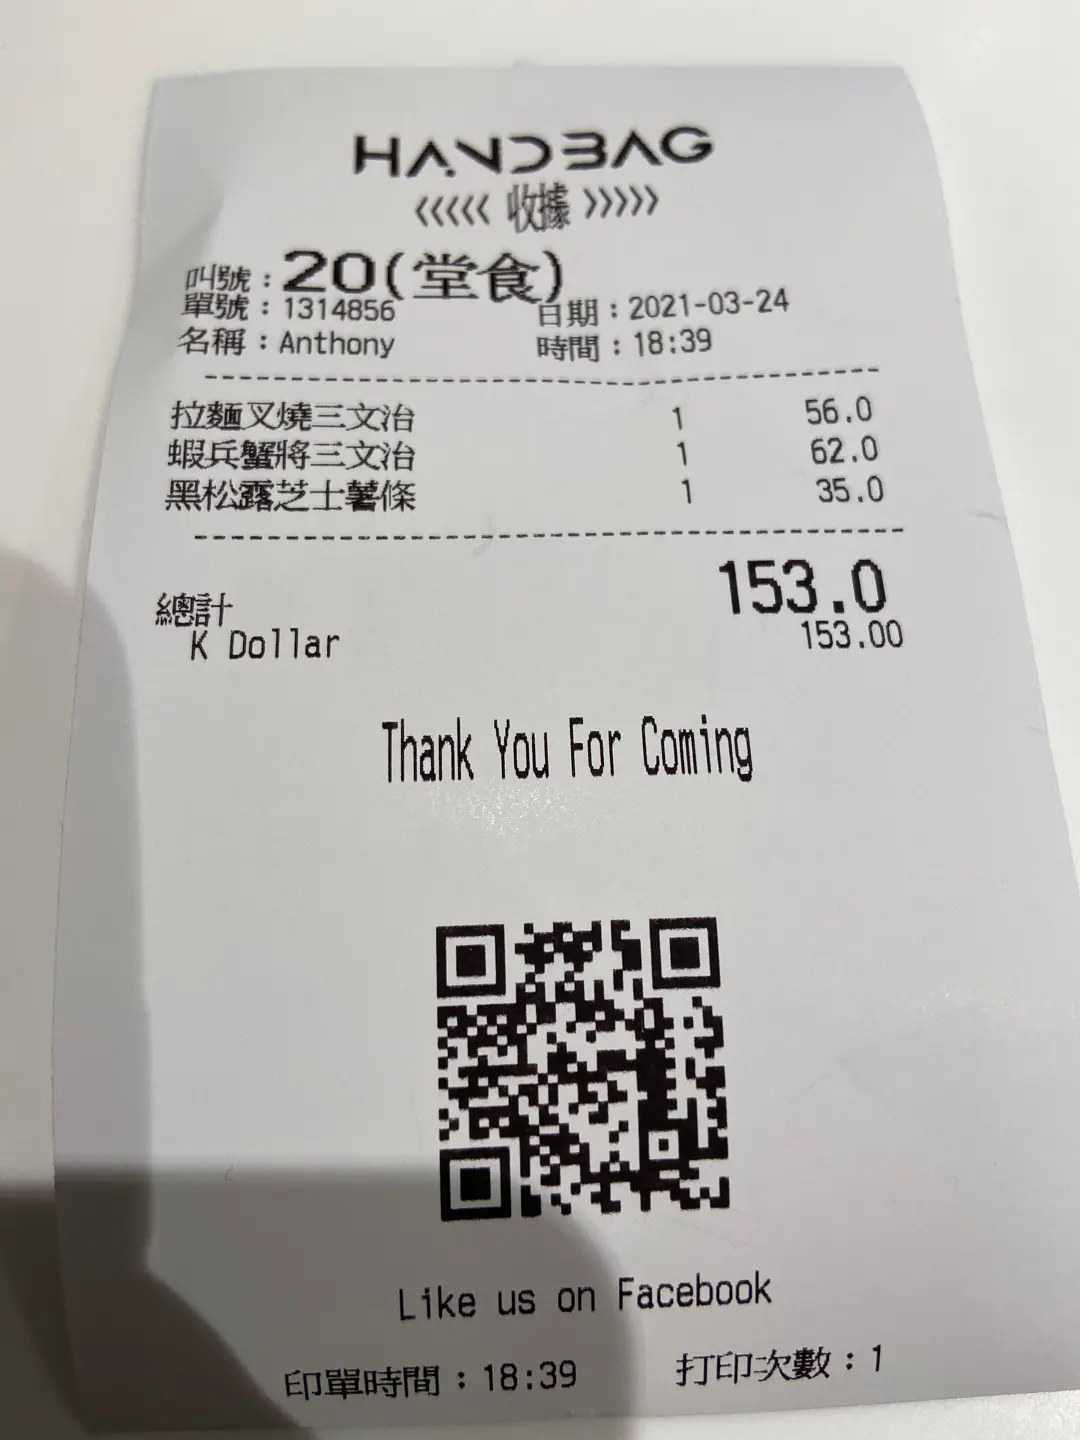 HANDBAG
<<<<< 收據 >>>>>
叫號：20(堂食)
單號：1314856 日期：2021-03-24
名稱：Anthony 時間：18:39
拉麵叉燒三文治 1 56.0
蝦兵蟹將三文治 1 62.0
黑松露芝士薯條 1 35.0
總計 153.0
K Dollar 153.00
Thank You For Coming
Like us on Facebook
印單時間：18:39 打印次數：1